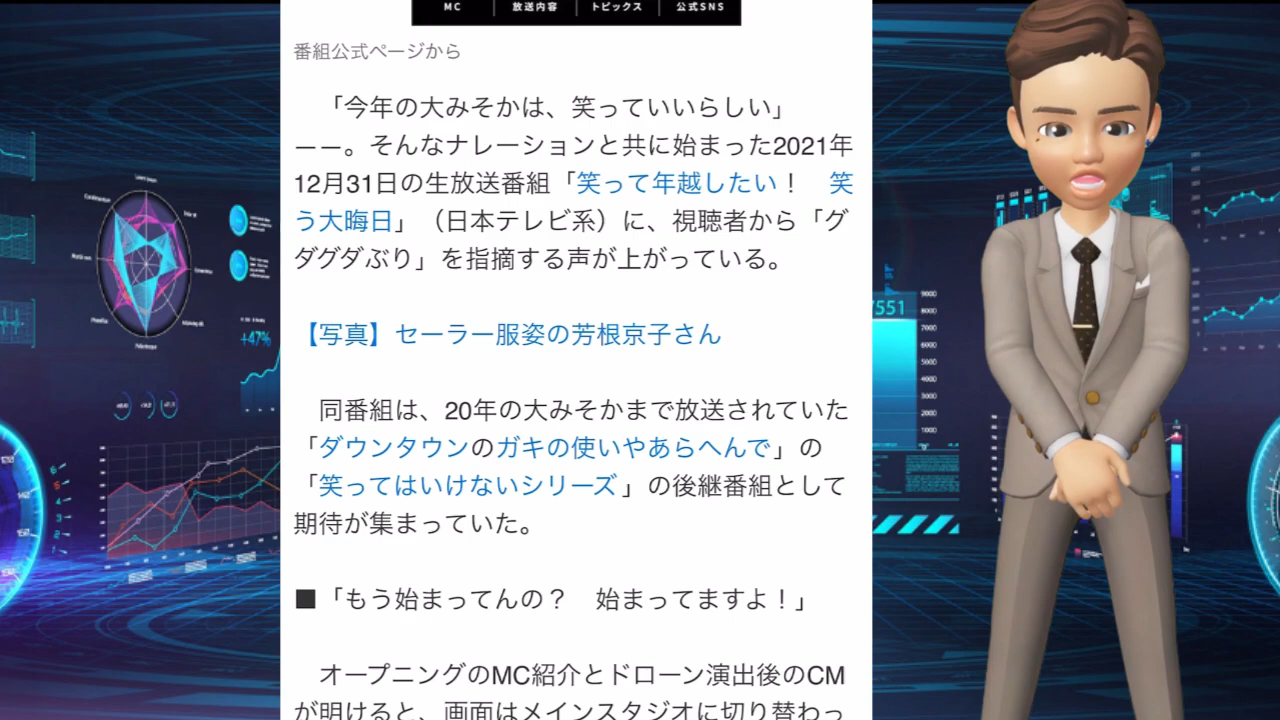 MC 放送内容 トピックス 公式SNS
番組公式ページから
「今年の大みそかは、笑っていいらしい」
――。そんなナレーションと共に始まった2021年
12月31日の生放送番組「笑って年越したい！　笑
う大晦日」（日本テレビ系）に、視聴者から「グ
ダグダぶり」を指摘する声が上がっている。
【写真】セーラー服姿の芳根京子さん
同番組は、20年の大みそかまで放送されていた
「ダウンタウンのガキの使いやあらへんで」の
「笑ってはいけないシリーズ」の後継番組として
期待が集まっていた。
■「もう始まってんの？　始まってますよ！」
オープニングのMC紹介とドローン演出後のCM
が明けると、画面はメインスタジオに切り替わっ
+47%
7551
9000
8000
7000
6000
5000
4000
3000
2000
1000